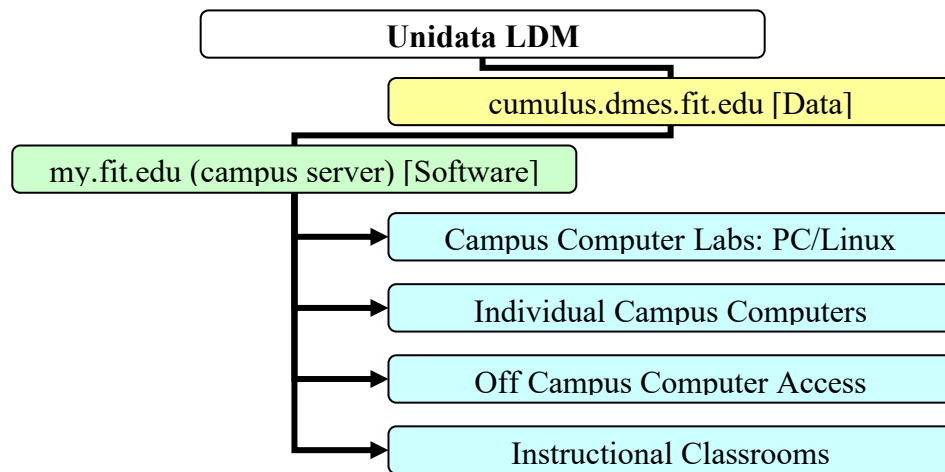 Unidata LDM
cumulus.dmes.fit.edu [Data]
my.fit.edu (campus server) [Software]
Campus Computer Labs: PC/Linux
Individual Campus Computers
Off Campus Computer Access
Instructional Classrooms